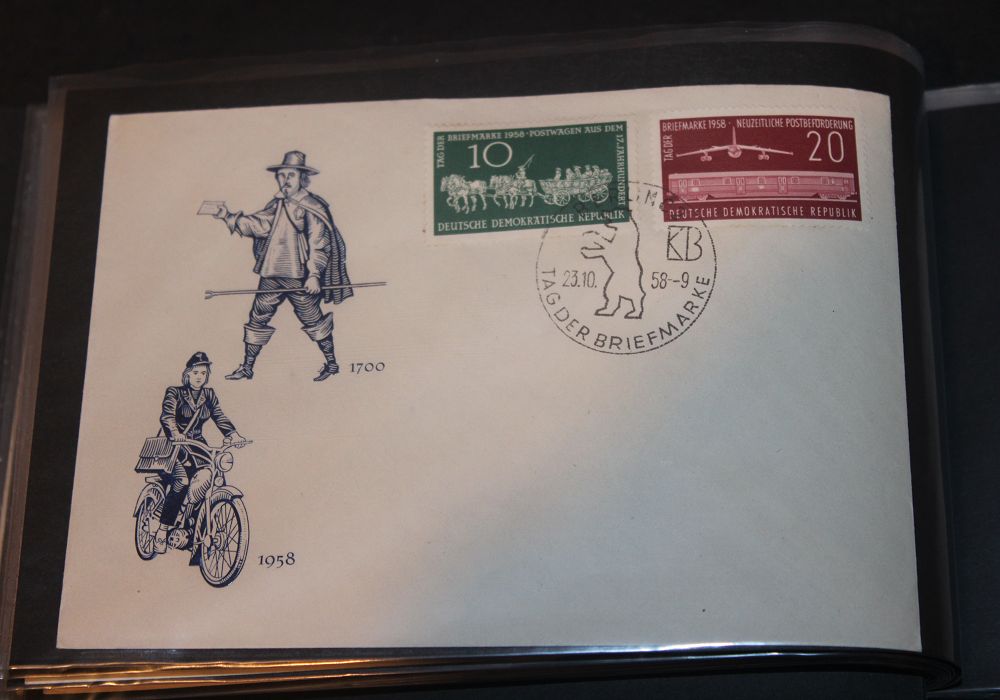 TAG DER
BRIEFMARKE 1958 · POSTWAGEN AUS DEM
17. JAHRHUNDERT
10
DEUTSCHE DEMOKRATISCHE REPUBLIK
TAG DER
BRIEFMARKE 1958 · NEUZEITLICHE POSTBEFÖRDERUNG
20
DEUTSCHE DEMOKRATISCHE REPUBLIK
KB
23.10. 58--9
TAG DER BRIEFMARKE
1700
1958